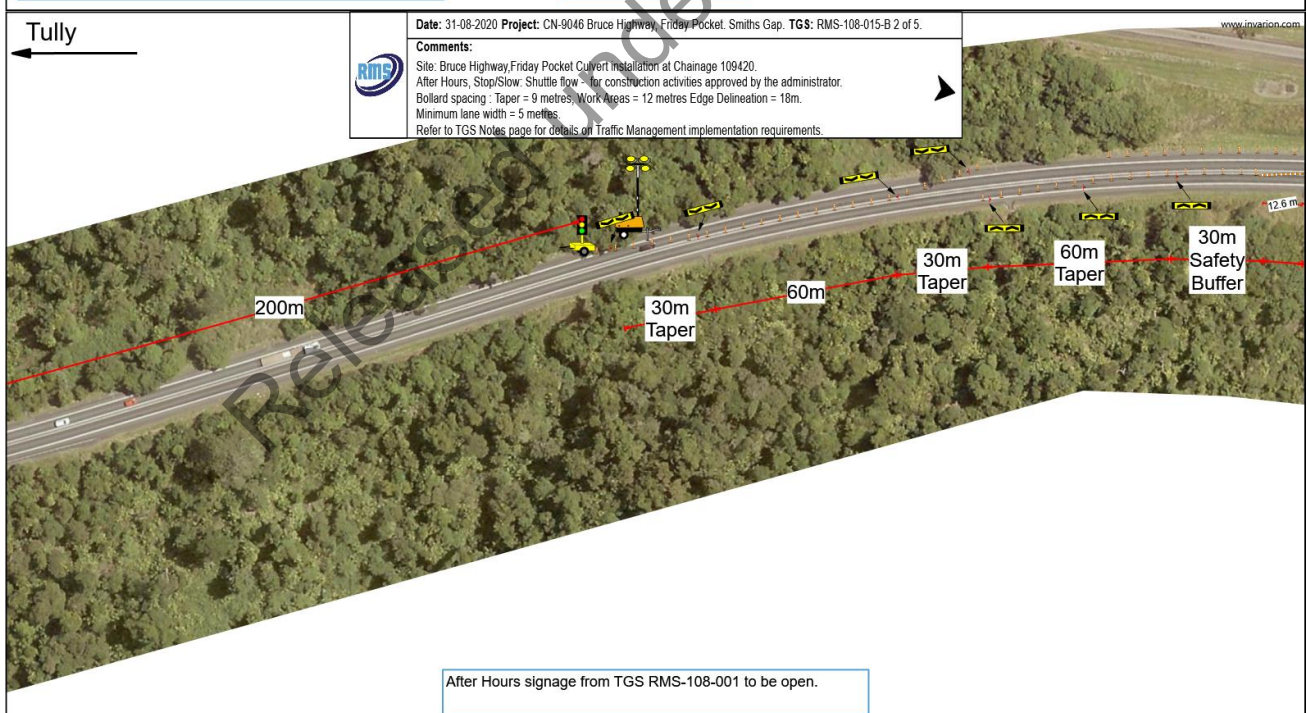 Tully
RMS
Date: 31-08-2020 Project: CN-9046 Bruce Highway, Friday Pocket. Smiths Gap. TGS: RMS-108-015-B 2 of 5.
Comments:
Site: Bruce Highway,Friday Pocket Culvert installation at Chainage 109420.
After Hours, Stop/Slow: Shuttle flow - for construction activities approved by the administrator.
Bollard spacing : Taper = 9 metres, Work Areas = 12 metres Edge Delineation = 18m.
Minimum lane width = 5 metres.
Refer to TGS Notes page for details on Traffic Management implementation requirements.
www.invarion.com
Released under
12.6 m
200m
30m
Taper
60m
30m
Taper
60m
Taper
30m
Safety
Buffer
After Hours signage from TGS RMS-108-001 to be open.